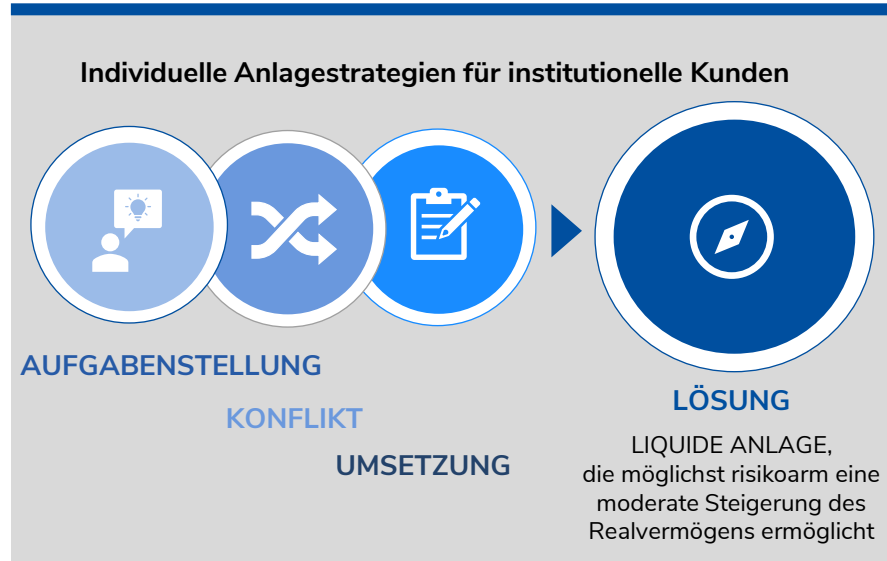 Individuelle Anlagestrategien für institutionelle Kunden
AUFGABENSTELLUNG
KONFLIKT
UMSETZUNG
LÖSUNG
LIQUIDE ANLAGE,
die möglichst risikoarm eine
moderate Steigerung des
Realvermögens ermöglicht